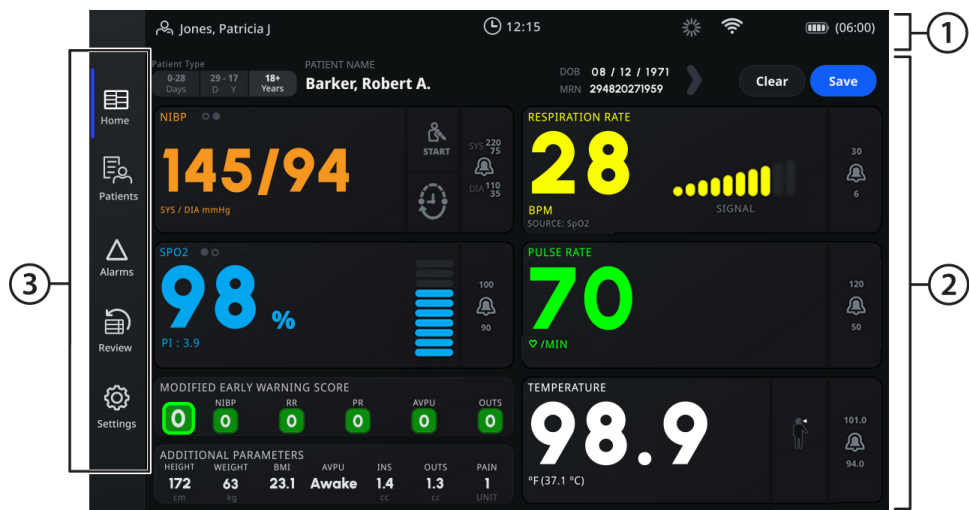 Jones, Patricia J
12:15
(06:00)
1
Patient Type
0-28 Days
29 - 17 D Y
18+ Years
PATIENT NAME
Barker, Robert A.
DOB 08 / 12 / 1971
MRN 294820271959
Clear
Save
2
3
Home
Patients
Alarms
Review
Settings
NIBP
145/94
SYS / DIA mmHg
START
SYS 220 75
DIA 110 35
RESPIRATION RATE
28
BPM
SOURCE: SpO2
SIGNAL
30
6
SPO2
98 %
PI : 3.9
100
90
PULSE RATE
70
/MIN
120
50
MODIFIED EARLY WARNING SCORE
NIBP RR PR AVPU OUTS
0 0 0 0 0 0
ADDITIONAL PARAMETERS
HEIGHT WEIGHT BMI AVPU INS OUTS PAIN
172 63 23.1 Awake 1.4 1.3 1
cm kg cc cc UNIT
TEMPERATURE
98.9
°F (37.1 °C)
101.0
94.0